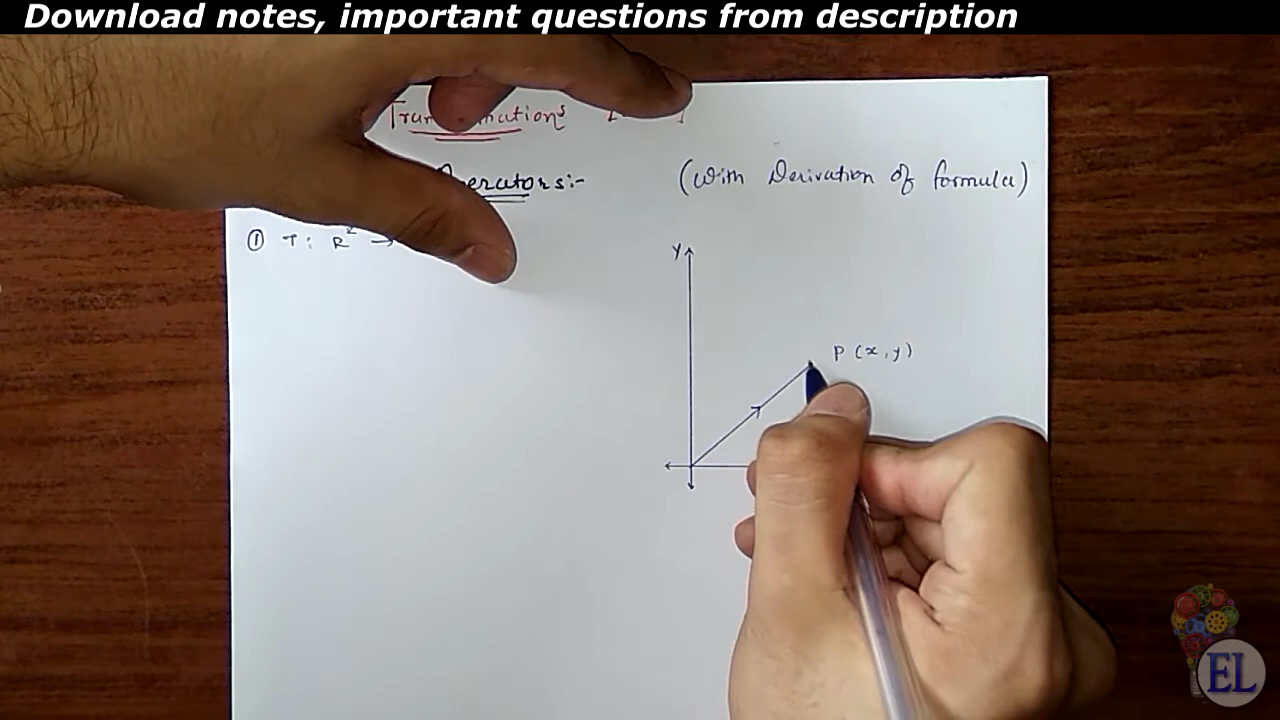 Download notes, important questions from description
(With Derivation of formula)
① T: R² →
Y
P (x, y)
EL